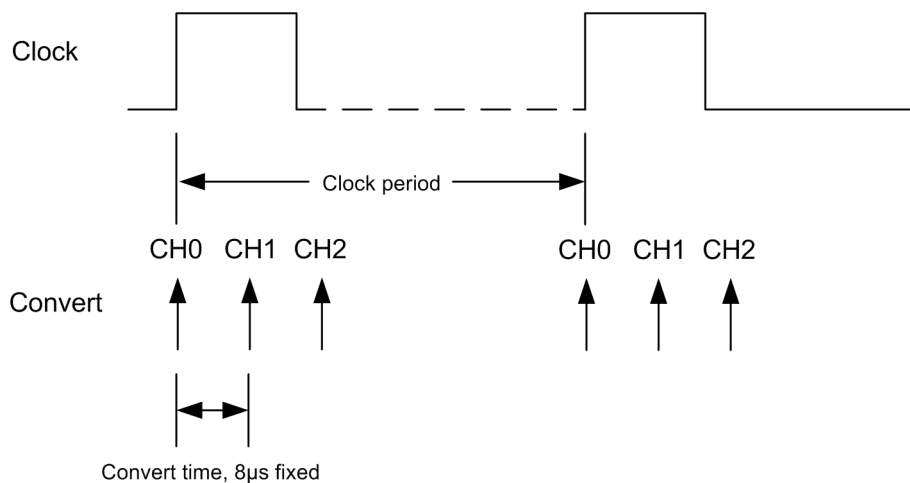 Clock
Clock period
CH0 CH1 CH2 CH0 CH1 CH2
Convert
Convert time, 8µs fixed